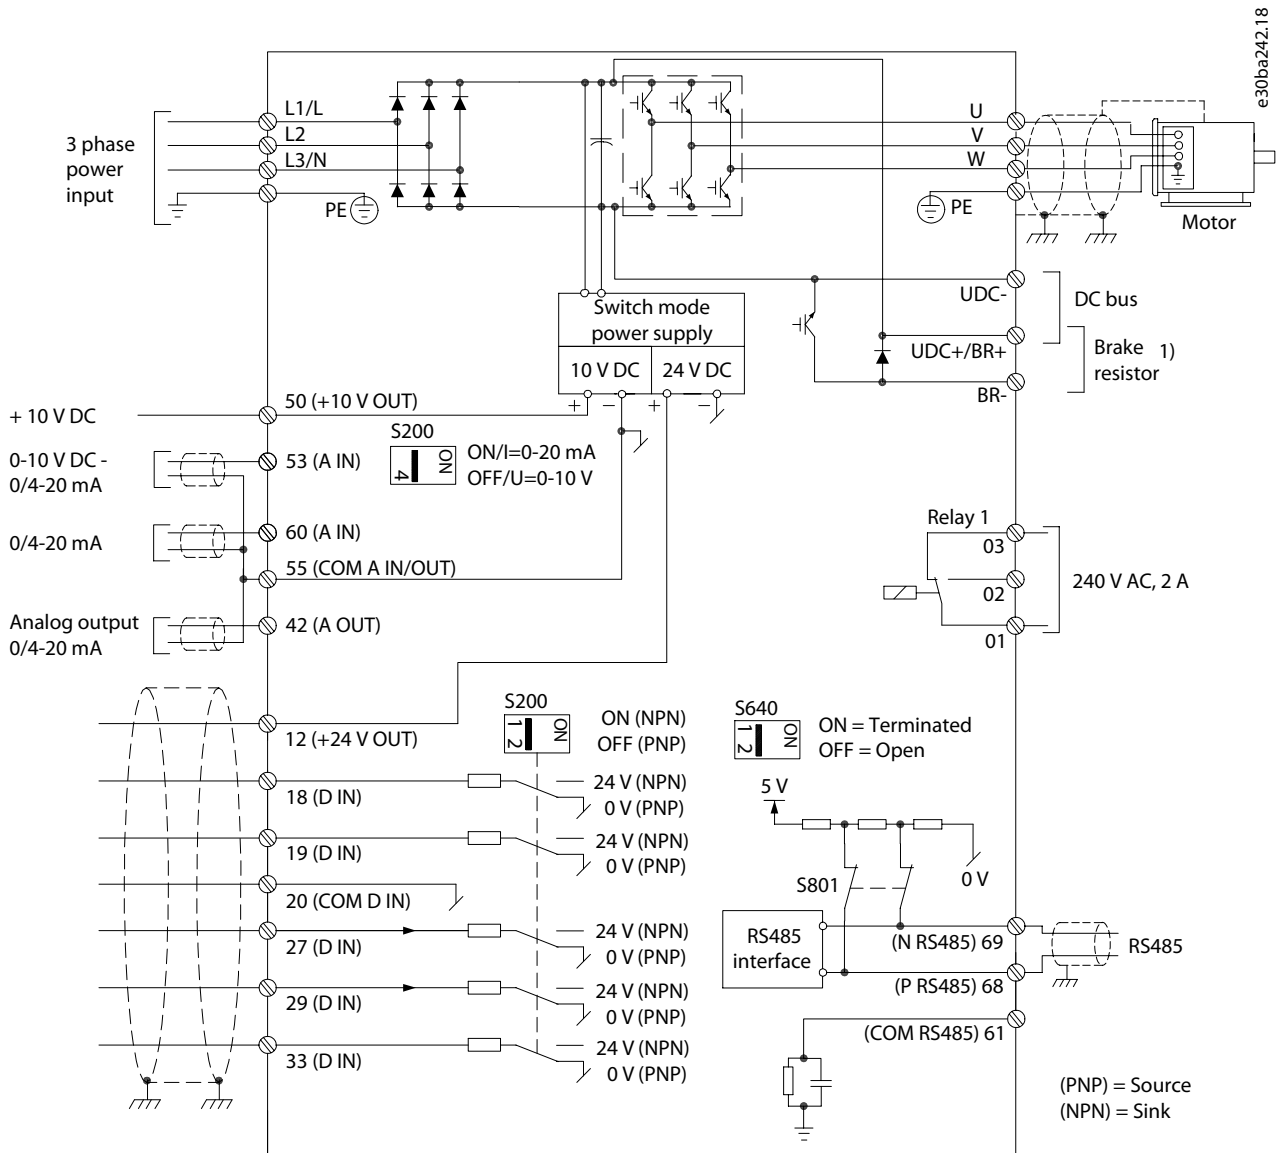 e30ba242.18
3 phase
power
input
L1/L
L2
L3/N
PE
U
V
W
PE
Motor
UDC-
DC bus
UDC+/BR+
Brake 1)
resistor
BR-
Switch mode
power supply
10 V DC
24 V DC
+ − + −
+ 10 V DC
50 (+10 V OUT)
S200
ON
4
ON/I=0-20 mA
OFF/U=0-10 V
0-10 V DC -
0/4-20 mA
53 (A IN)
0/4-20 mA
60 (A IN)
55 (COM A IN/OUT)
Analog output
0/4-20 mA
42 (A OUT)
Relay 1
03
02
01
240 V AC, 2 A
12 (+24 V OUT)
S200
1 2
ON
ON (NPN)
OFF (PNP)
S640
1 2
ON
ON = Terminated
OFF = Open
18 (D IN)
24 V (NPN)
0 V (PNP)
19 (D IN)
24 V (NPN)
0 V (PNP)
20 (COM D IN)
27 (D IN)
24 V (NPN)
0 V (PNP)
29 (D IN)
24 V (NPN)
0 V (PNP)
33 (D IN)
24 V (NPN)
0 V (PNP)
5 V
0 V
S801
RS485
interface
(N RS485) 69
(P RS485) 68
RS485
(COM RS485) 61
(PNP) = Source
(NPN) = Sink